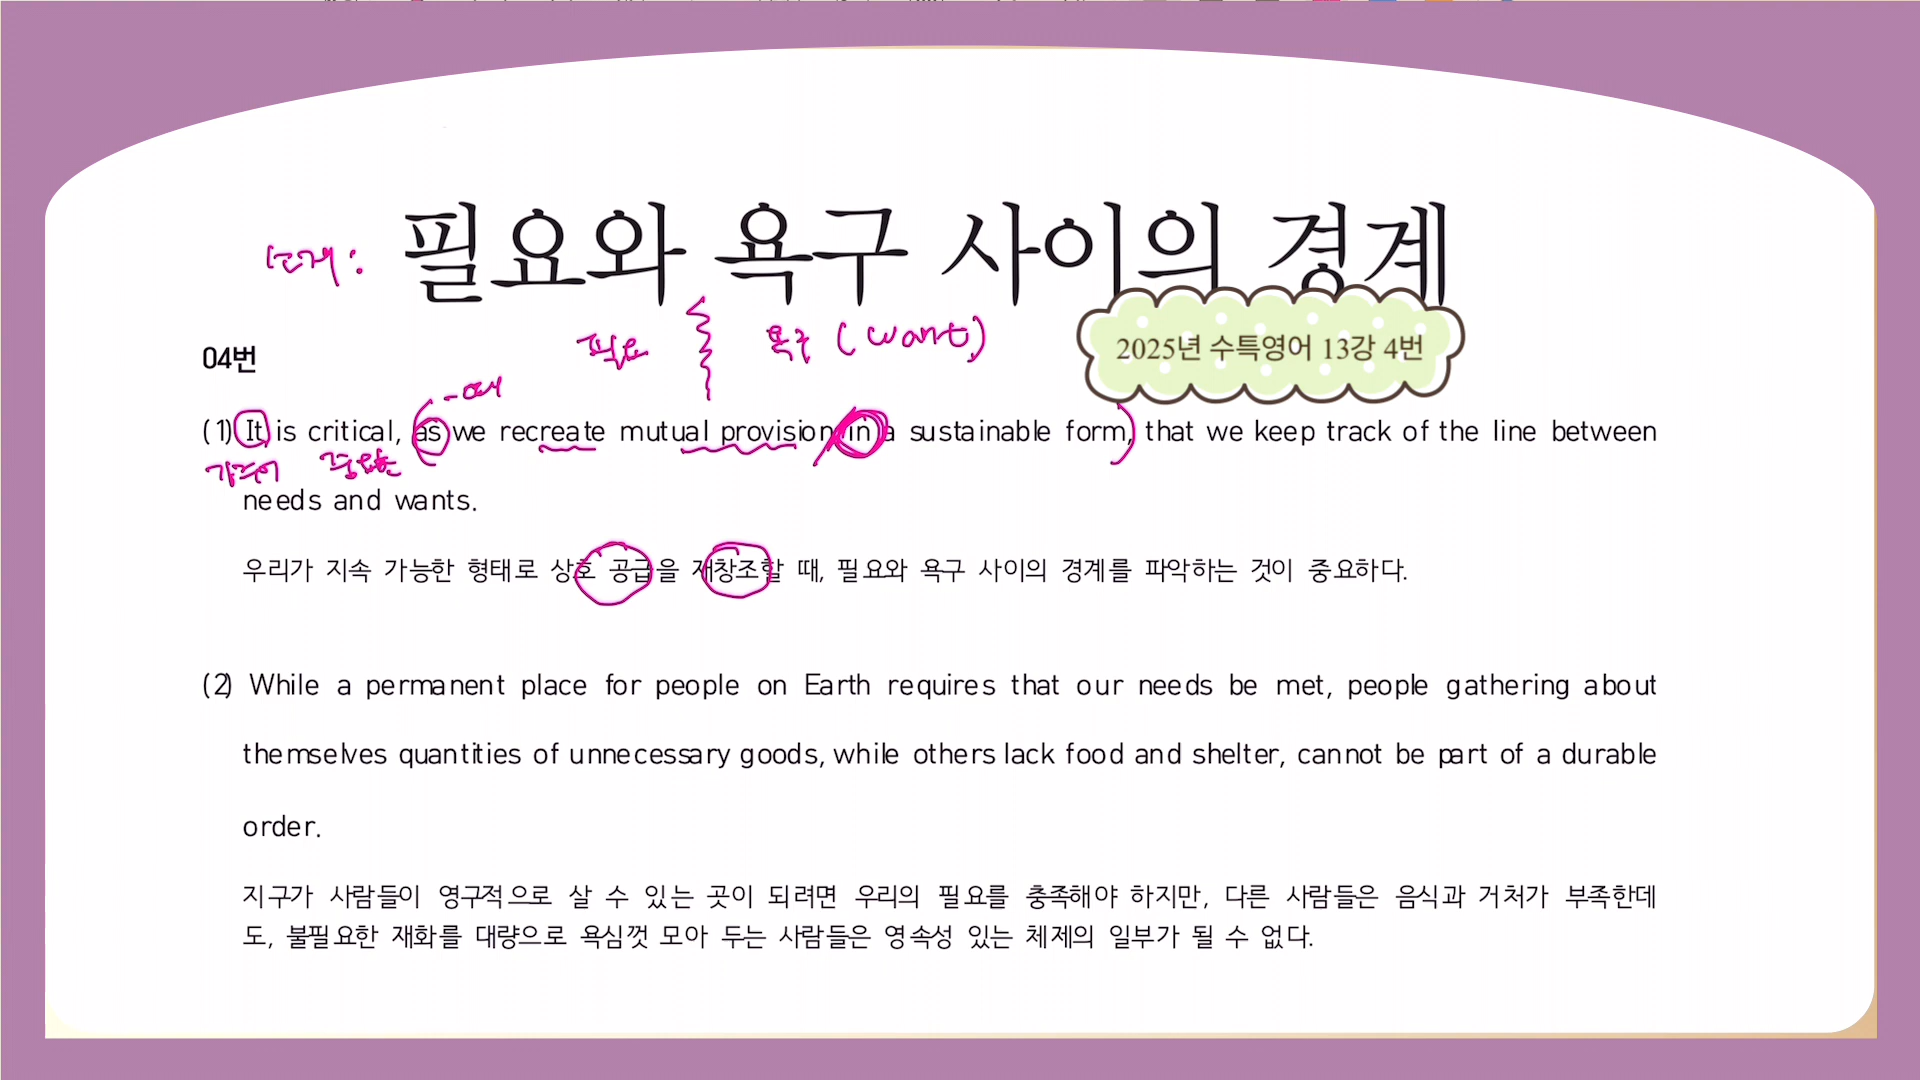 소개 :
필요와 욕구 사이의 경계
필요 욕구 (want)
2025년 수특영어 13강 4번
04번
-때
(1) It is critical, as we recreate mutual provision in a sustainable form, that we keep track of the line between
가주어 중요한
needs and wants.
우리가 지속 가능한 형태로 상호 공급을 재창조할 때, 필요와 욕구 사이의 경계를 파악하는 것이 중요하다.
(2) While a permanent place for people on Earth requires that our needs be met, people gathering about
themselves quantities of unnecessary goods, while others lack food and shelter, cannot be part of a durable
order.
지구가 사람들이 영구적으로 살 수 있는 곳이 되려면 우리의 필요를 충족해야 하지만, 다른 사람들은 음식과 거처가 부족한데
도, 불필요한 재화를 대량으로 욕심껏 모아 두는 사람들은 영속성 있는 체제의 일부가 될 수 없다.